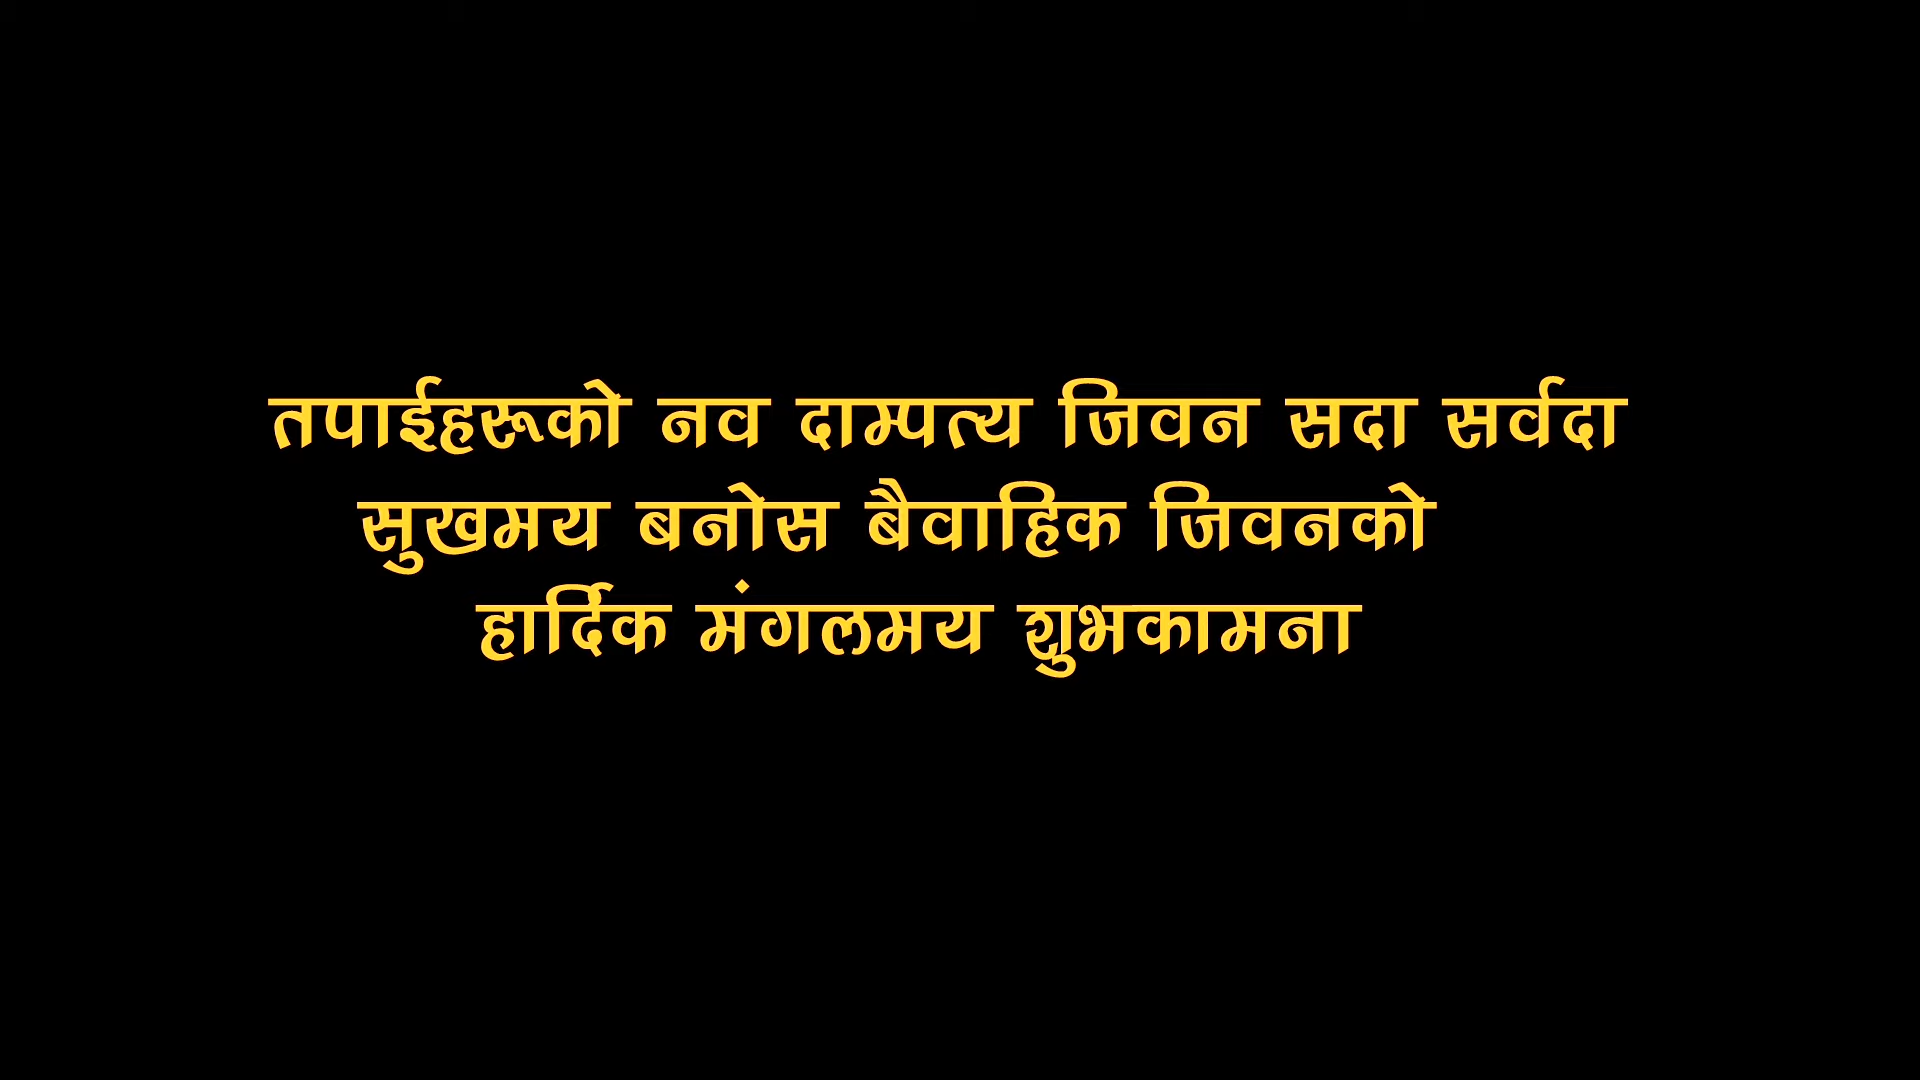 तपाईहरूको नव दाम्पत्य जिवन सदा सर्वदा
सुखमय बनोस बैवाहिक जिवनको
हार्दिक मंगलमय शुभकामना